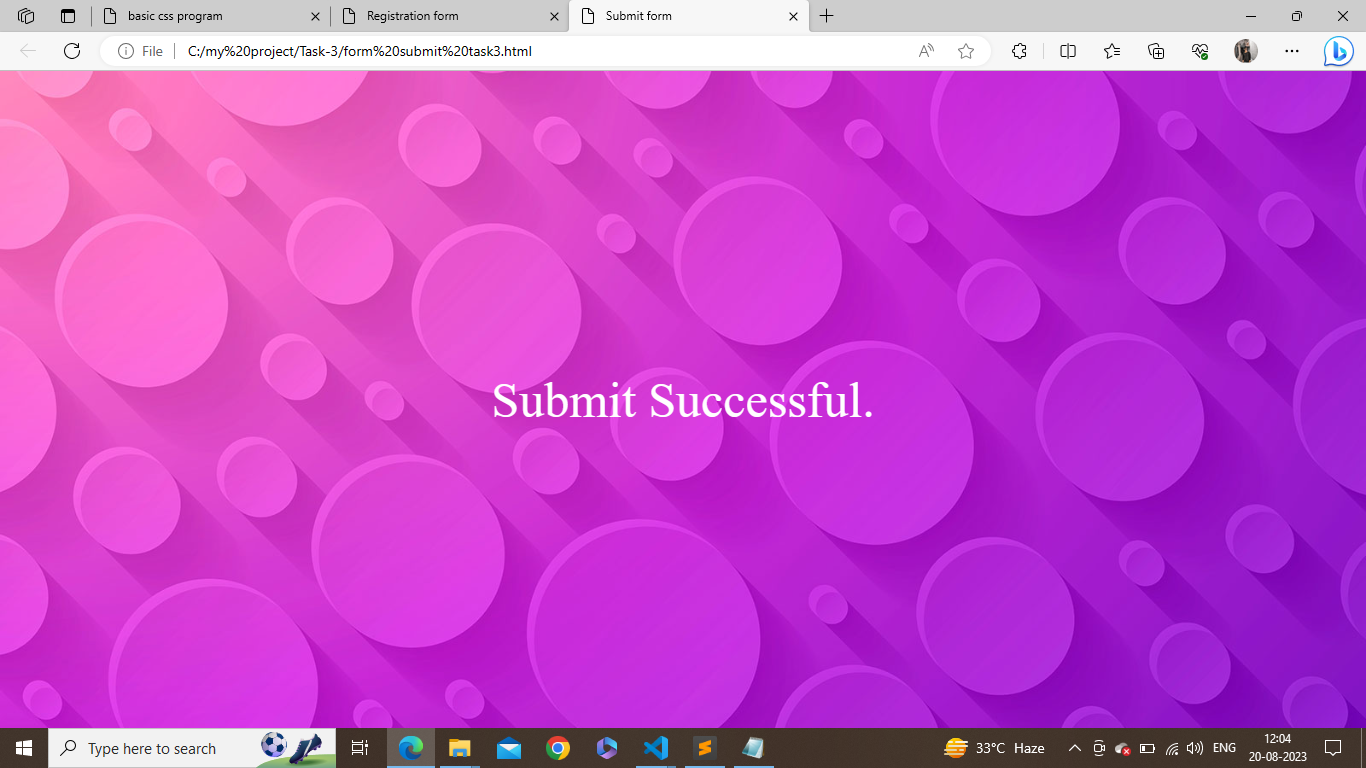 basic css program
Registration form
Submit form
File
C:/my%20project/Task-3/form%20submit%20task3.html
Submit Successful.
Type here to search
33°C Haze
ENG
12:04
20-08-2023